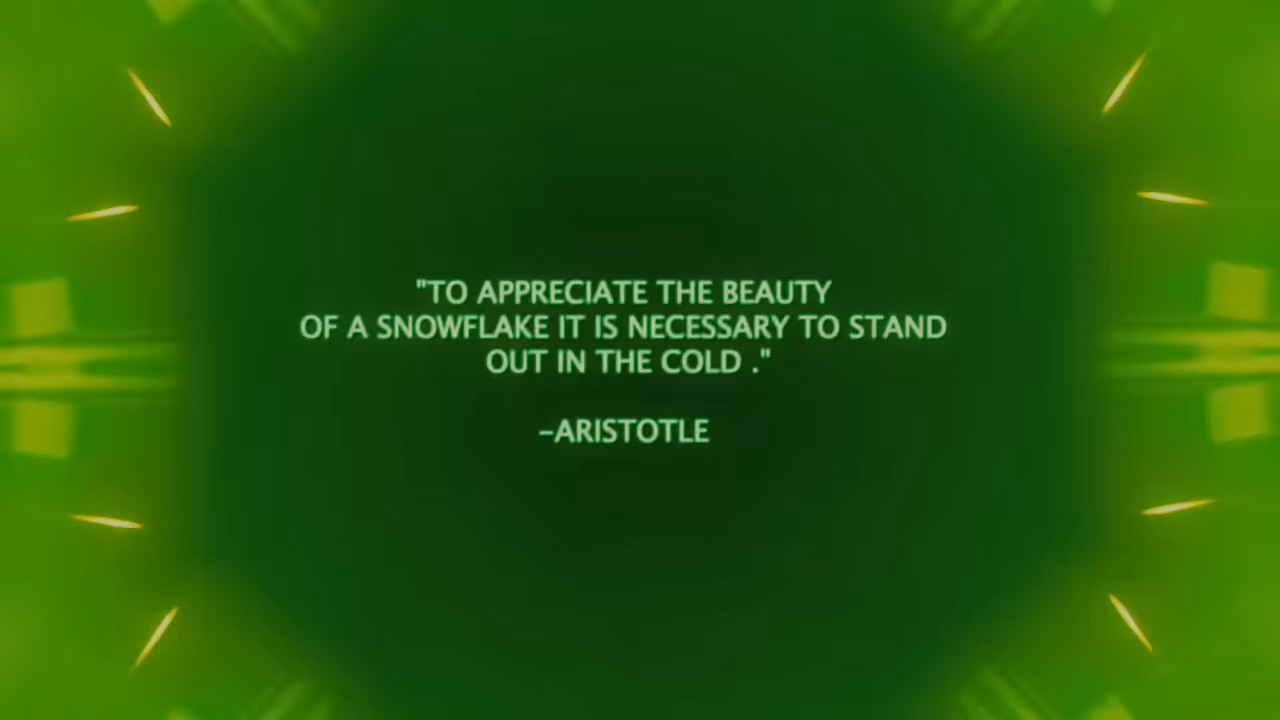 "TO APPRECIATE THE BEAUTY
OF A SNOWFLAKE IT IS NECESSARY TO STAND
OUT IN THE COLD ."
-ARISTOTLE